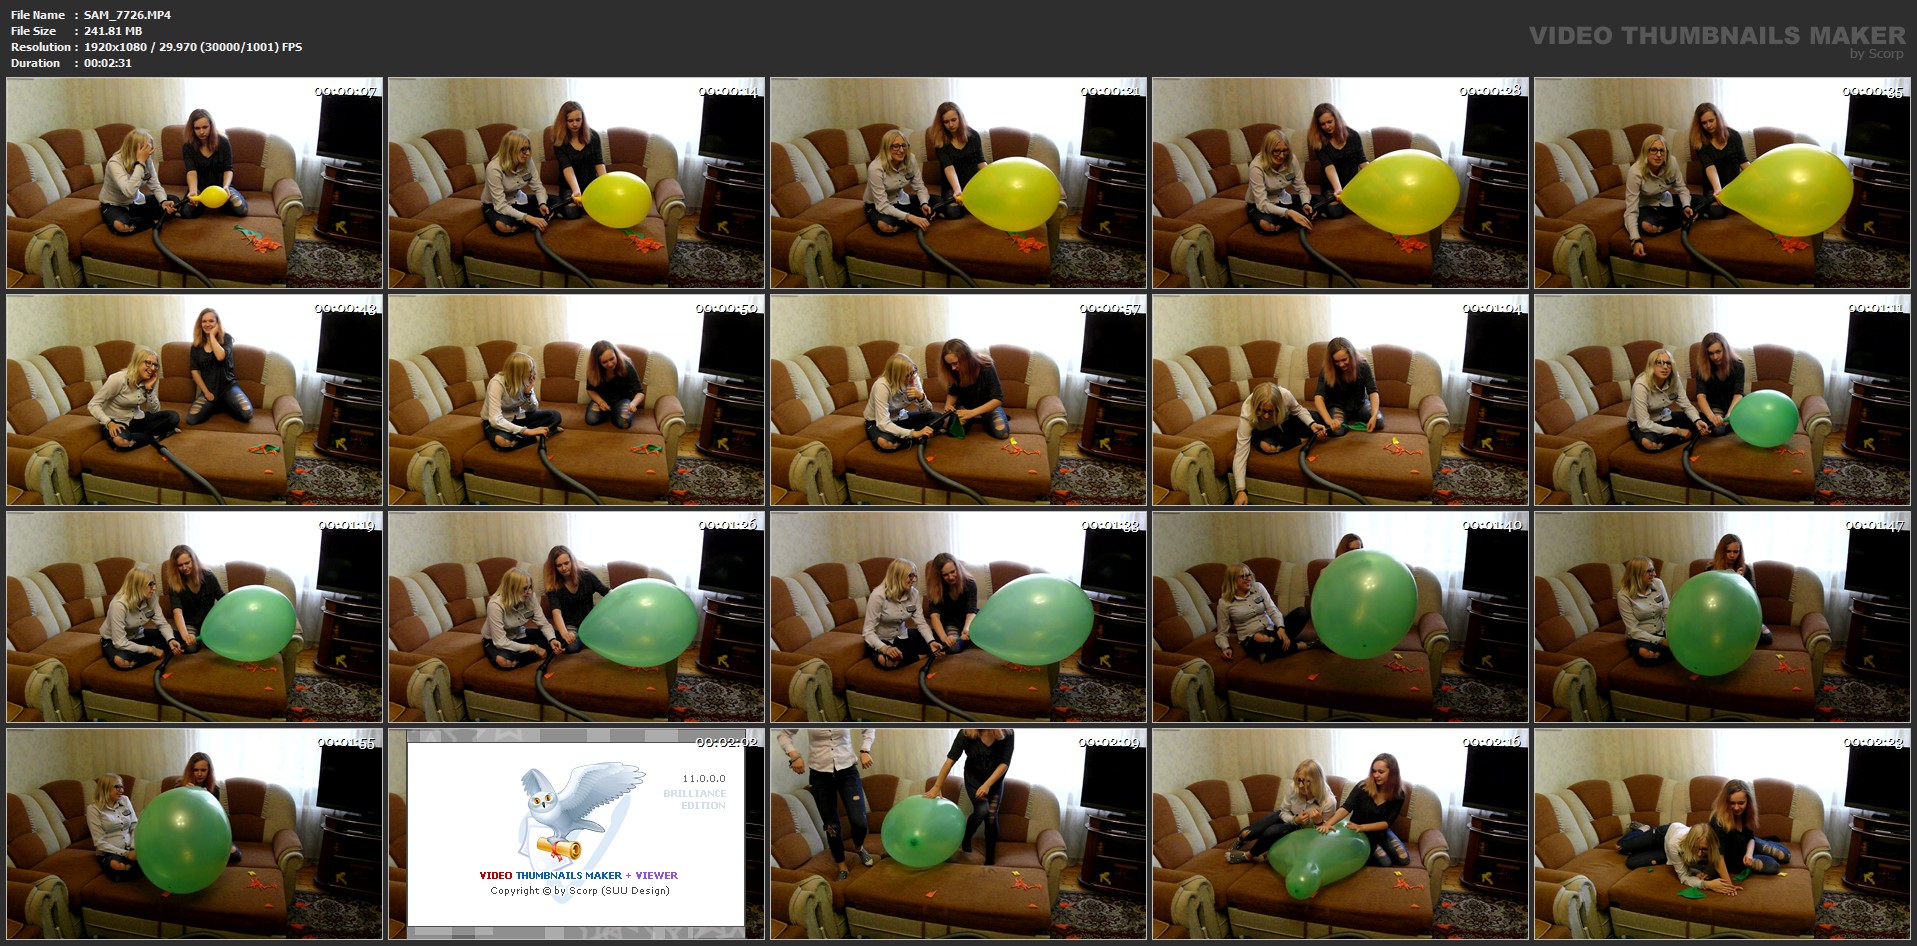 File Name : SAM_7726.MP4
File Size : 241.81 MB
Resolution : 1920x1080 / 29.970 (30000/1001) FPS
Duration : 00:02:31
VIDEO THUMBNAILS MAKER
by Scorp
00:00:07
00:00:14
00:00:21
00:00:28
00:00:35
00:00:43
00:00:50
00:00:57
00:01:04
00:01:11
00:01:19
00:01:26
00:01:33
00:01:40
00:01:47
00:01:55
00:02:02
11.0.0.0
BRILLIANCE
EDITION
VIDEO THUMBNAILS MAKER + VIEWER
Copyright © by Scorp (SUU Design)
00:02:09
00:02:16
00:02:23